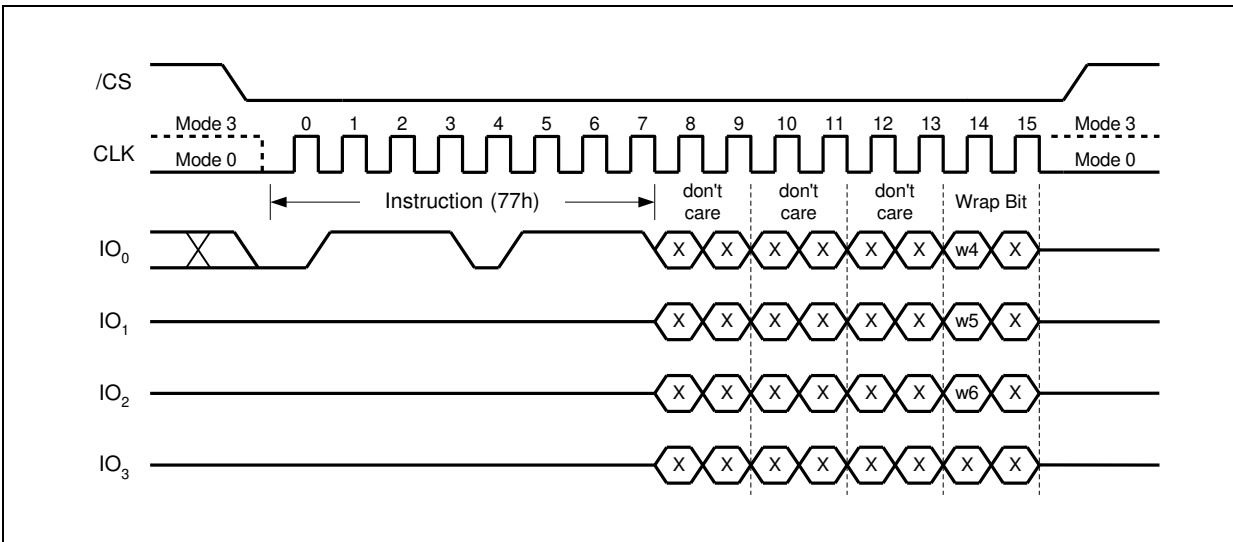 /CS
Mode 3 0 1 2 3 4 5 6 7 8 9 10 11 12 13 14 15 Mode 3
CLK
Mode 0 Mode 0
Instruction (77h) don't care don't care don't care Wrap Bit
IO0 X X X X X X w4 X
IO1 X X X X X X w5 X
IO2 X X X X X X w6 X
IO3 X X X X X X X X